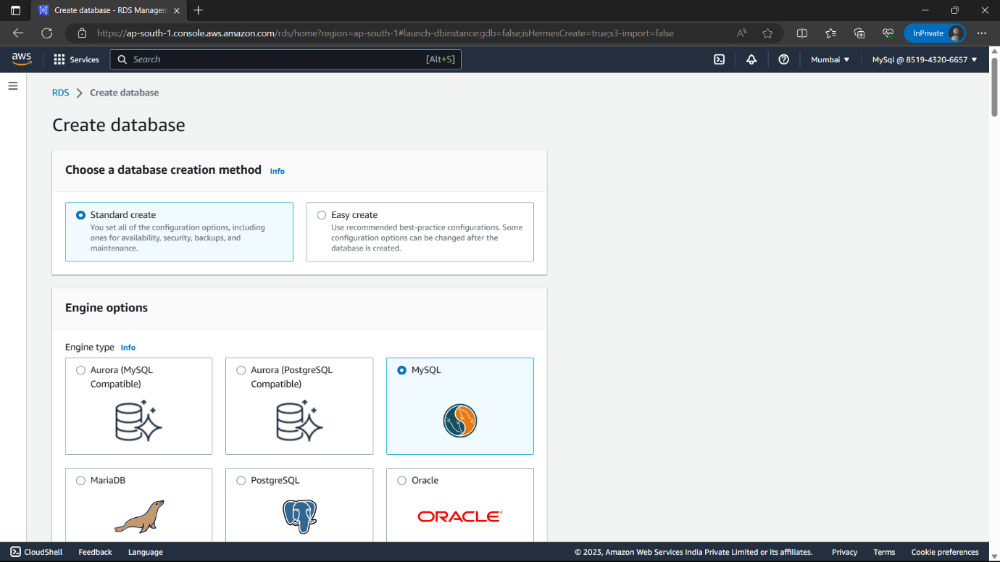 Create database - RDS Managem
https://ap-south-1.console.aws.amazon.com/rds/home?region=ap-south-1#launch-dbinstance:gdb=false;isHermesCreate=true;s3-import=false
InPrivate
aws
Services
Search
[Alt+S]
Mumbai
MySql @ 8519-4320-6657
RDS
Create database
Create database
Choose a database creation method Info
Standard create
You set all of the configuration options, including
ones for availability, security, backups, and
maintenance.
Easy create
Use recommended best-practice configurations. Some
configuration options can be changed after the
database is created.
Engine options
Engine type Info
Aurora (MySQL
Compatible)
Aurora (PostgreSQL
Compatible)
MySQL
MariaDB
PostgreSQL
Oracle
ORACLE
CloudShell
Feedback
Language
© 2023, Amazon Web Services India Private Limited or its affiliates.
Privacy
Terms
Cookie preferences